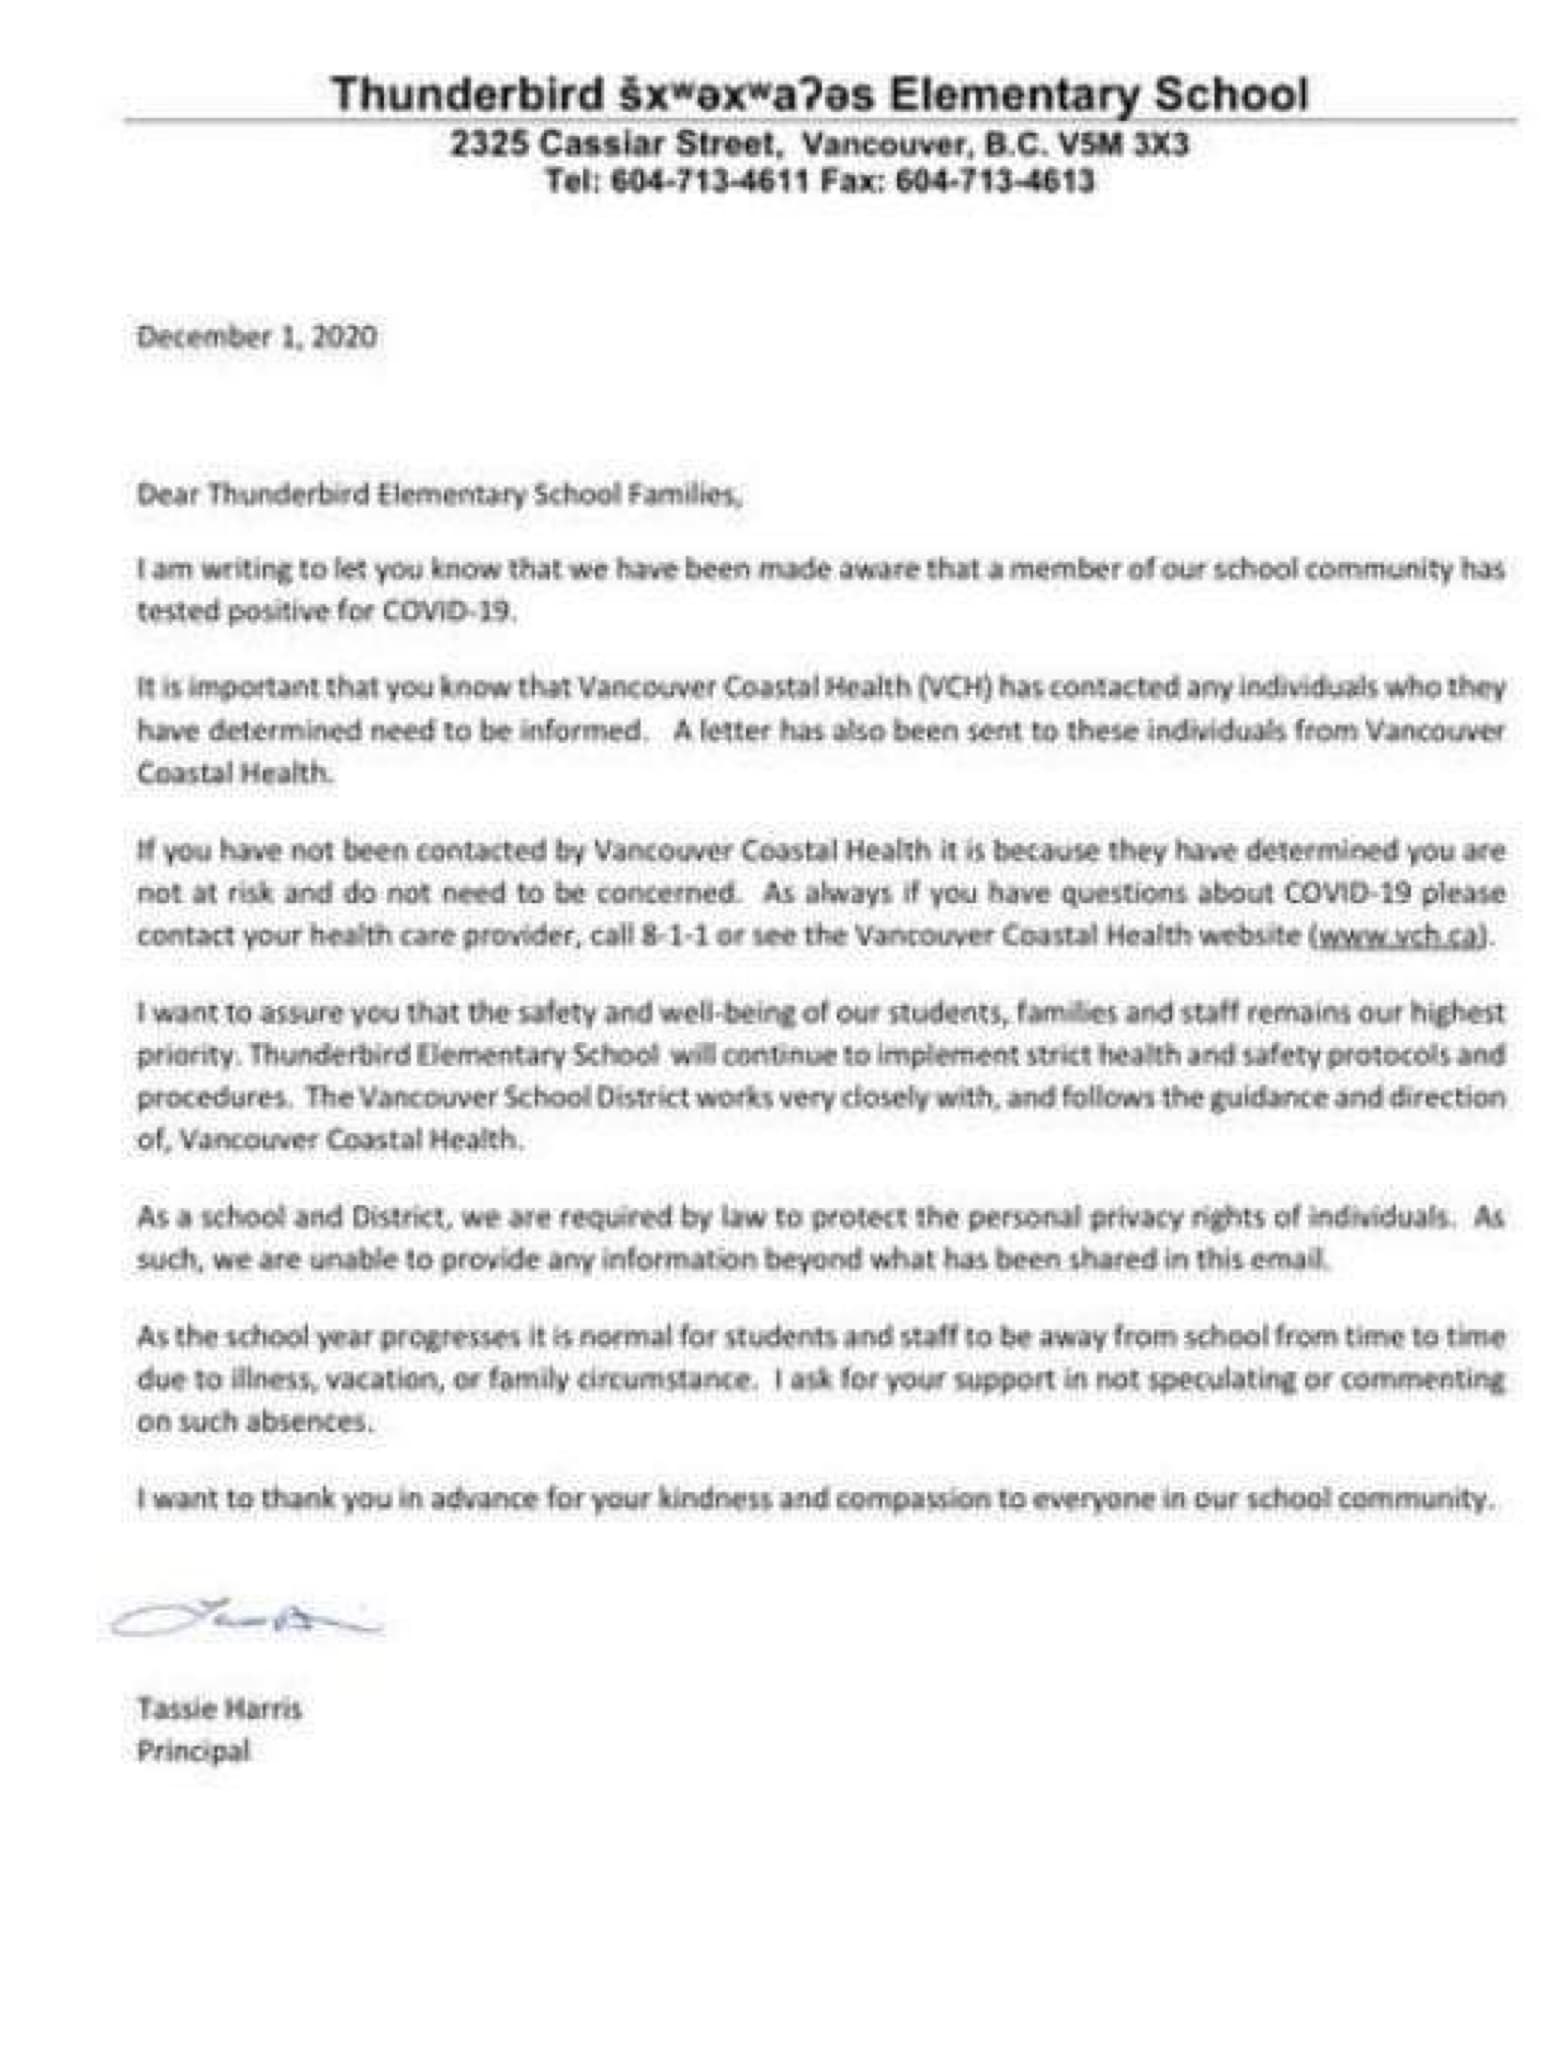 Thunderbird šxʷəxʷaʔəs Elementary School
2325 Cassiar Street, Vancouver, B.C. V5M 3X3
Tel: 604-713-4611 Fax: 604-713-4613
December 1, 2020
Dear Thunderbird Elementary School Families,
I am writing to let you know that we have been made aware that a member of our school community has
tested positive for COVID-19.
It is important that you know that Vancouver Coastal Health (VCH) has contacted any individuals who they
have determined need to be informed. A letter has also been sent to these individuals from Vancouver
Coastal Health.
If you have not been contacted by Vancouver Coastal Health it is because they have determined you are
not at risk and do not need to be concerned. As always if you have questions about COVID-19 please
contact your health care provider, call 8-1-1 or see the Vancouver Coastal Health website (www.vch.ca).
I want to assure you that the safety and well-being of our students, families and staff remains our highest
priority. Thunderbird Elementary School will continue to implement strict health and safety protocols and
procedures. The Vancouver School District works very closely with, and follows the guidance and direction
of, Vancouver Coastal Health.
As a school and District, we are required by law to protect the personal privacy rights of individuals. As
such, we are unable to provide any information beyond what has been shared in this email.
As the school year progresses it is normal for students and staff to be away from school from time to time
due to illness, vacation, or family circumstance. I ask for your support in not speculating or commenting
on such absences.
I want to thank you in advance for your kindness and compassion to everyone in our school community.
Tassie Harris
Principal